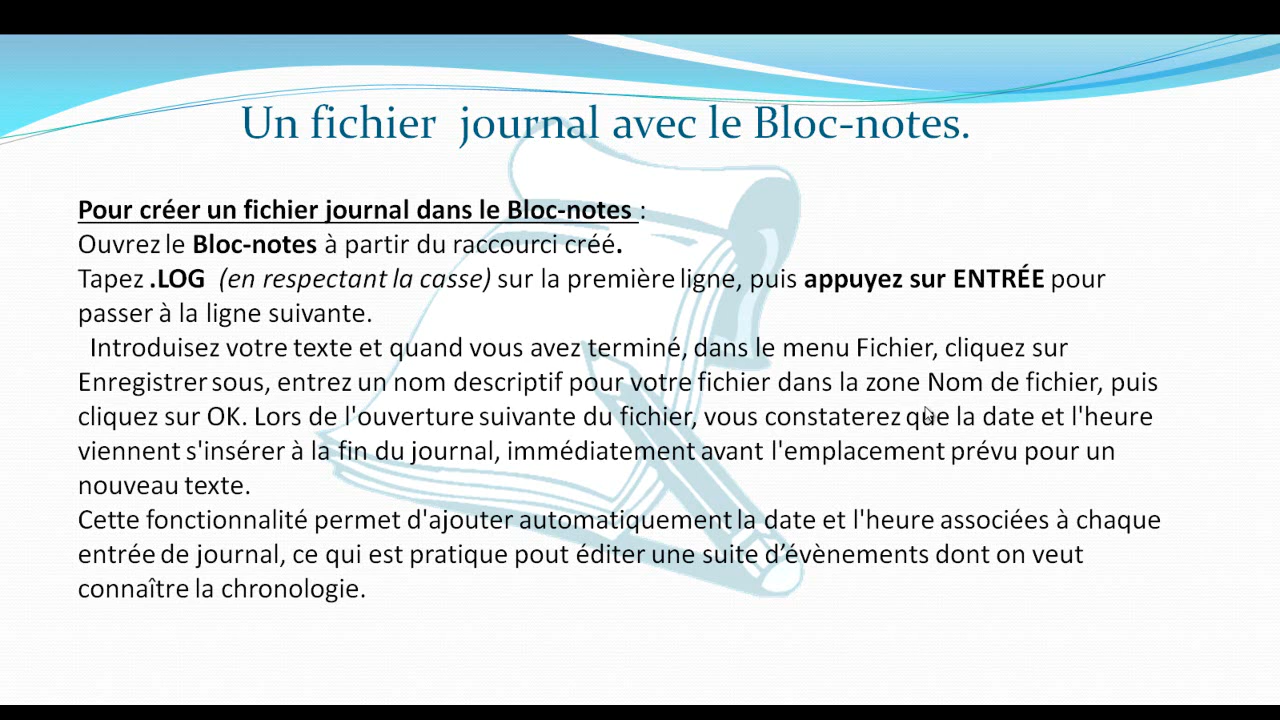 Un fichier  journal avec le Bloc-notes.
Pour créer un fichier journal dans le Bloc-notes :
Ouvrez le Bloc-notes à partir du raccourci créé.
Tapez .LOG  (en respectant la casse) sur la première ligne, puis appuyez sur ENTRÉE pour
passer à la ligne suivante.
Introduisez votre texte et quand vous avez terminé, dans le menu Fichier, cliquez sur
Enregistrer sous, entrez un nom descriptif pour votre fichier dans la zone Nom de fichier, puis
cliquez sur OK. Lors de l'ouverture suivante du fichier, vous constaterez que la date et l'heure
viennent s'insérer à la fin du journal, immédiatement avant l'emplacement prévu pour un
nouveau texte.
Cette fonctionnalité permet d'ajouter automatiquement la date et l'heure associées à chaque
entrée de journal, ce qui est pratique pout éditer une suite d’évènements dont on veut
connaître la chronologie.